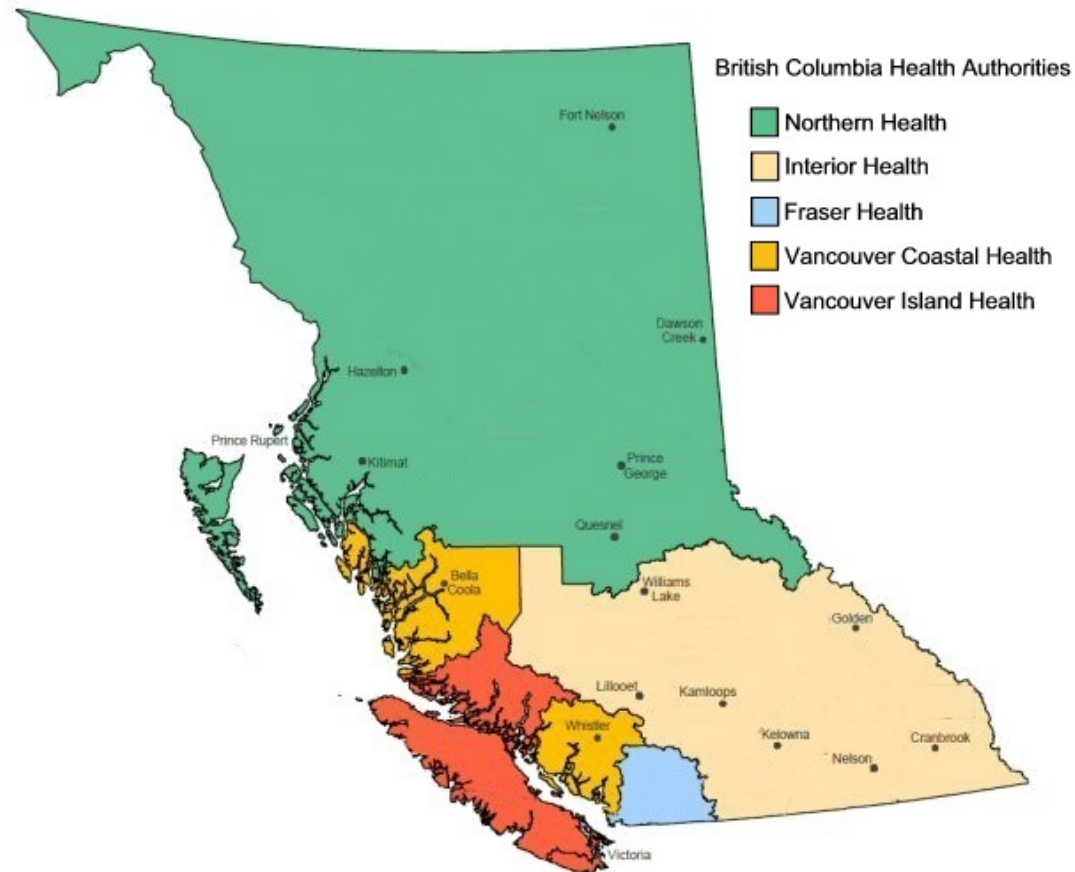 British Columbia Health Authorities
Northern Health
Interior Health
Fraser Health
Vancouver Coastal Health
Vancouver Island Health
Fort Nelson
Dawson
Creek
Hazelton
Prince Rupert
Kitimat
Prince
George
Quesnel
Bella
Coola
Williams
Lake
Golden
Lillooet
Kamloops
Whistler
Kelowna
Cranbrook
Nelson
Victoria